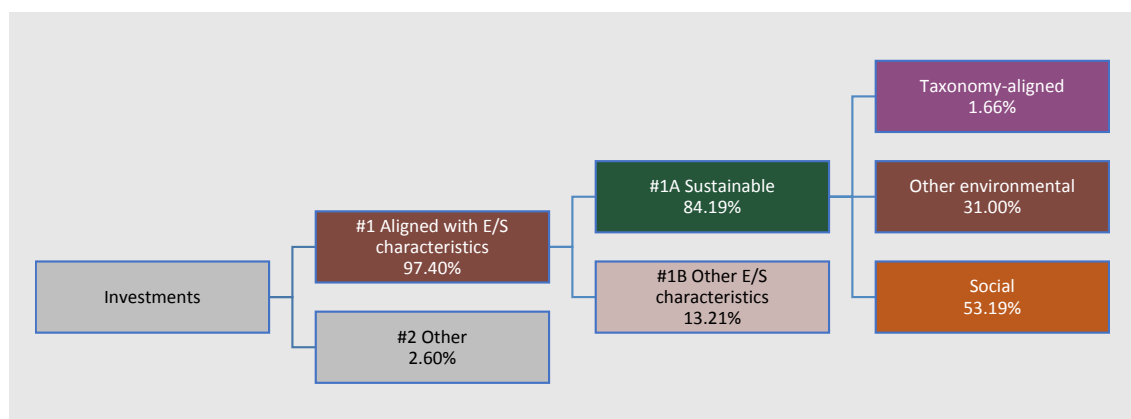 Investments
#1 Aligned with E/S
characteristics
97.40%
#2 Other
2.60%
#1A Sustainable
84.19%
#1B Other E/S
characteristics
13.21%
Taxonomy-aligned
1.66%
Other environmental
31.00%
Social
53.19%